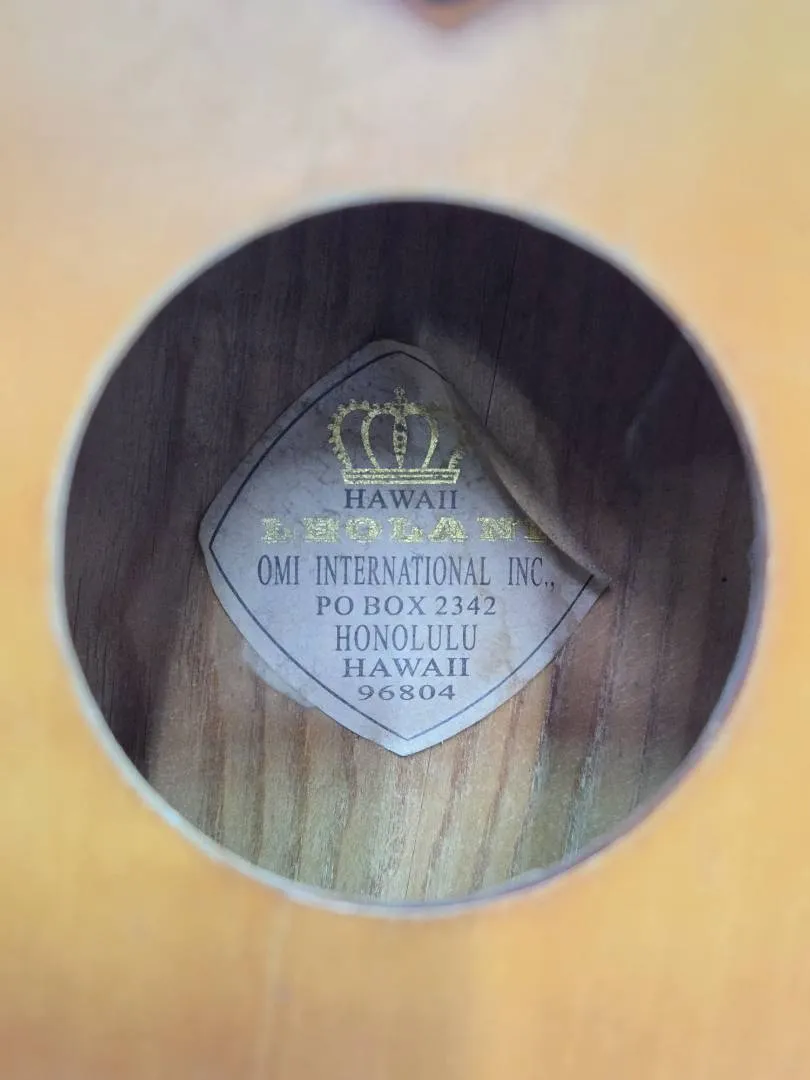 HAWAII
LEOLANI
OMI INTERNATIONAL INC.,
PO BOX 2342
HONOLULU
HAWAII
96804